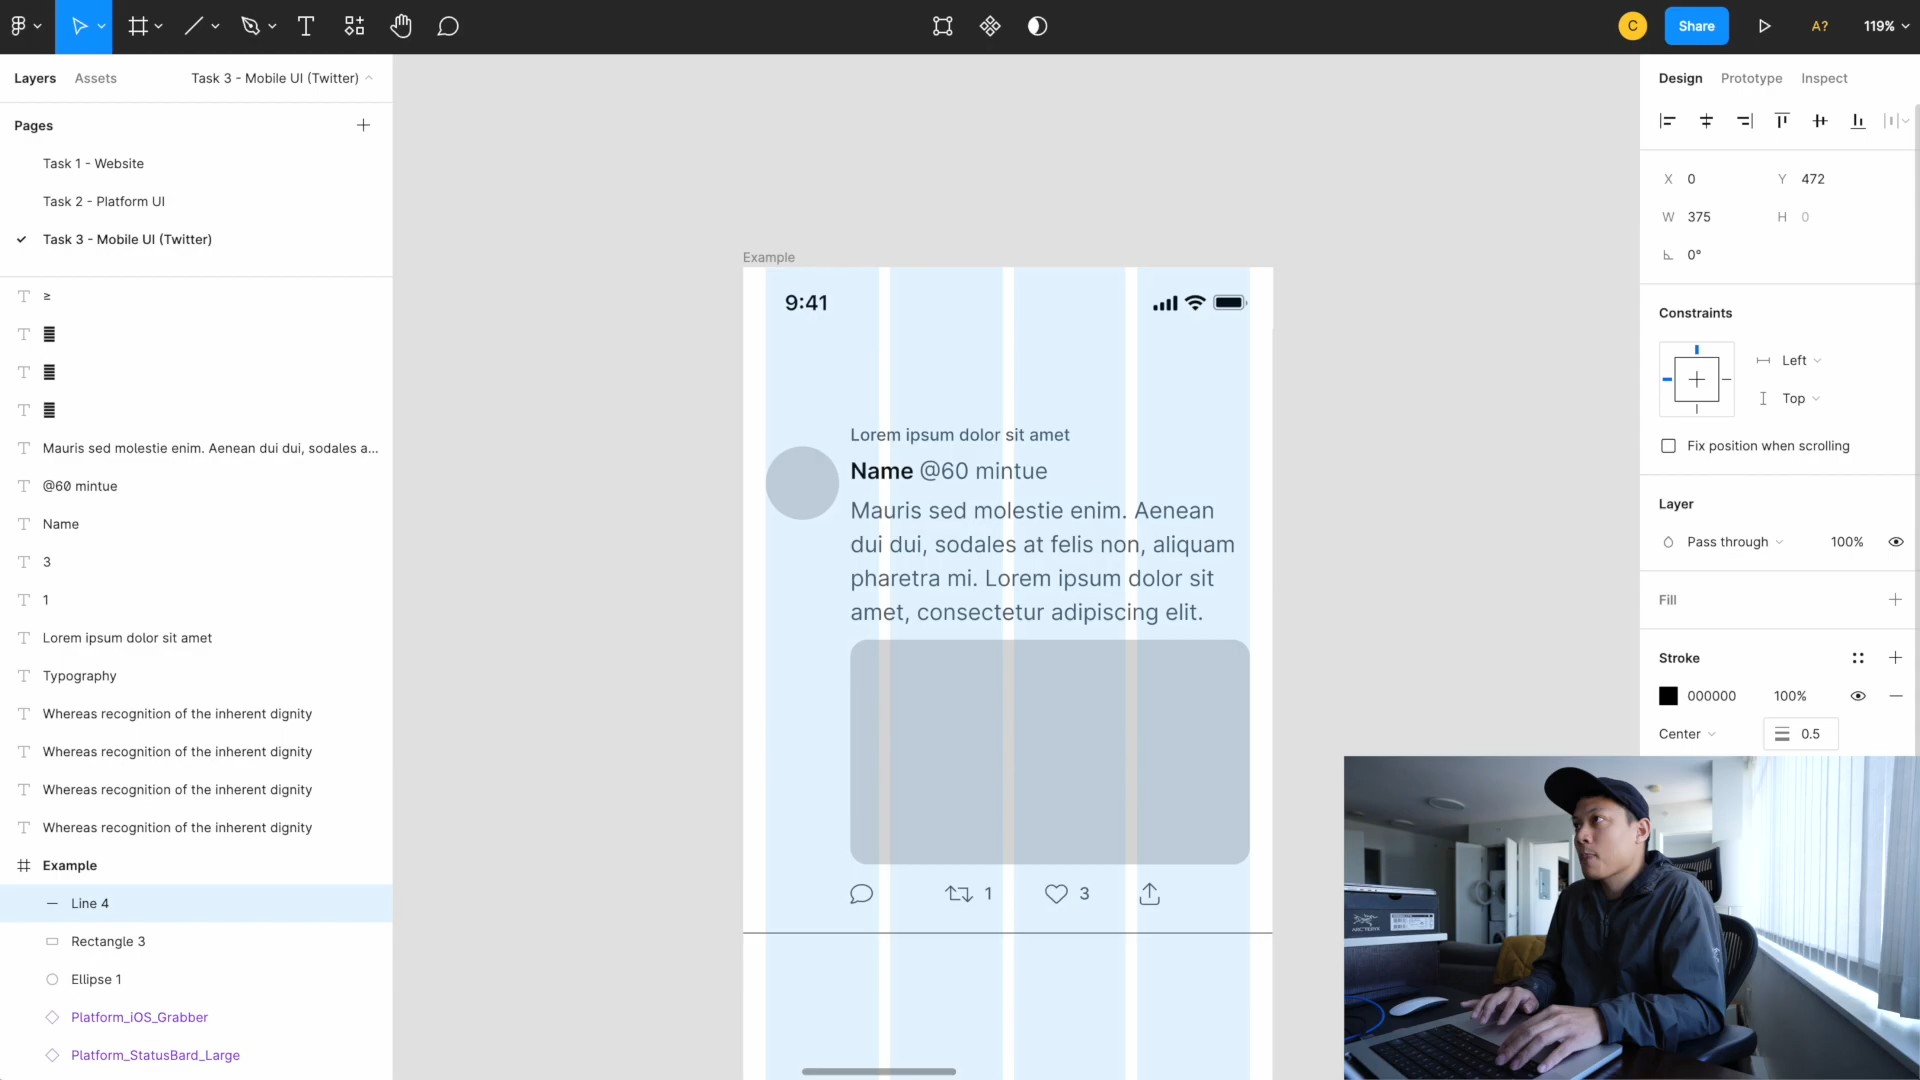 C
Share
A?
119%
Layers
Assets
Task 3 - Mobile UI (Twitter)
Pages
Task 1 - Website
Task 2 - Platform UI
Task 3 - Mobile UI (Twitter)
≥
Mauris sed molestie enim. Aenean dui dui, sodales a...
@60 mintue
Name
3
1
Lorem ipsum dolor sit amet
Typography
Whereas recognition of the inherent dignity
Whereas recognition of the inherent dignity
Whereas recognition of the inherent dignity
Whereas recognition of the inherent dignity
Example
Line 4
Rectangle 3
Ellipse 1
Platform_iOS_Grabber
Platform_StatusBard_Large
Example
9:41
Lorem ipsum dolor sit amet
Name @60 mintue
Mauris sed molestie enim. Aenean
dui dui, sodales at felis non, aliquam
pharetra mi. Lorem ipsum dolor sit
amet, consectetur adipiscing elit.
1
3
Design
Prototype
Inspect
X 0
Y 472
W 375
H 0
0°
Constraints
Left
Top
Fix position when scrolling
Layer
Pass through
100%
Fill
Stroke
000000
100%
Center
0.5
ARC'TERYX